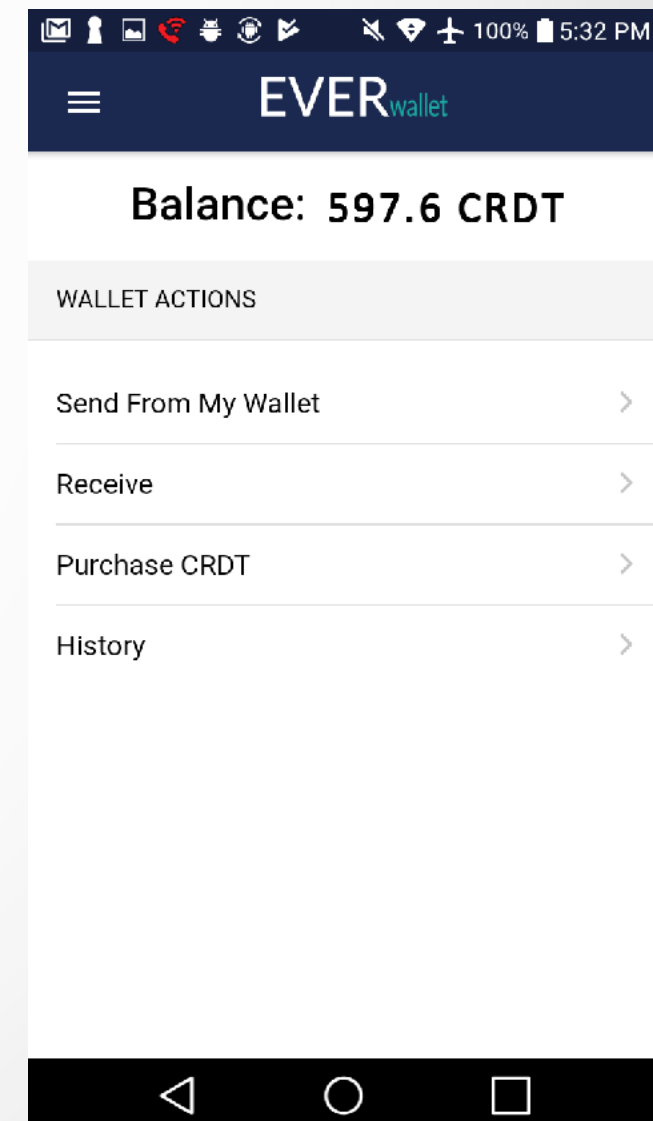 100% 5:32 PM
EVERwallet
Balance: 597.6 CRDT
WALLET ACTIONS
Send From My Wallet
Receive
Purchase CRDT
History